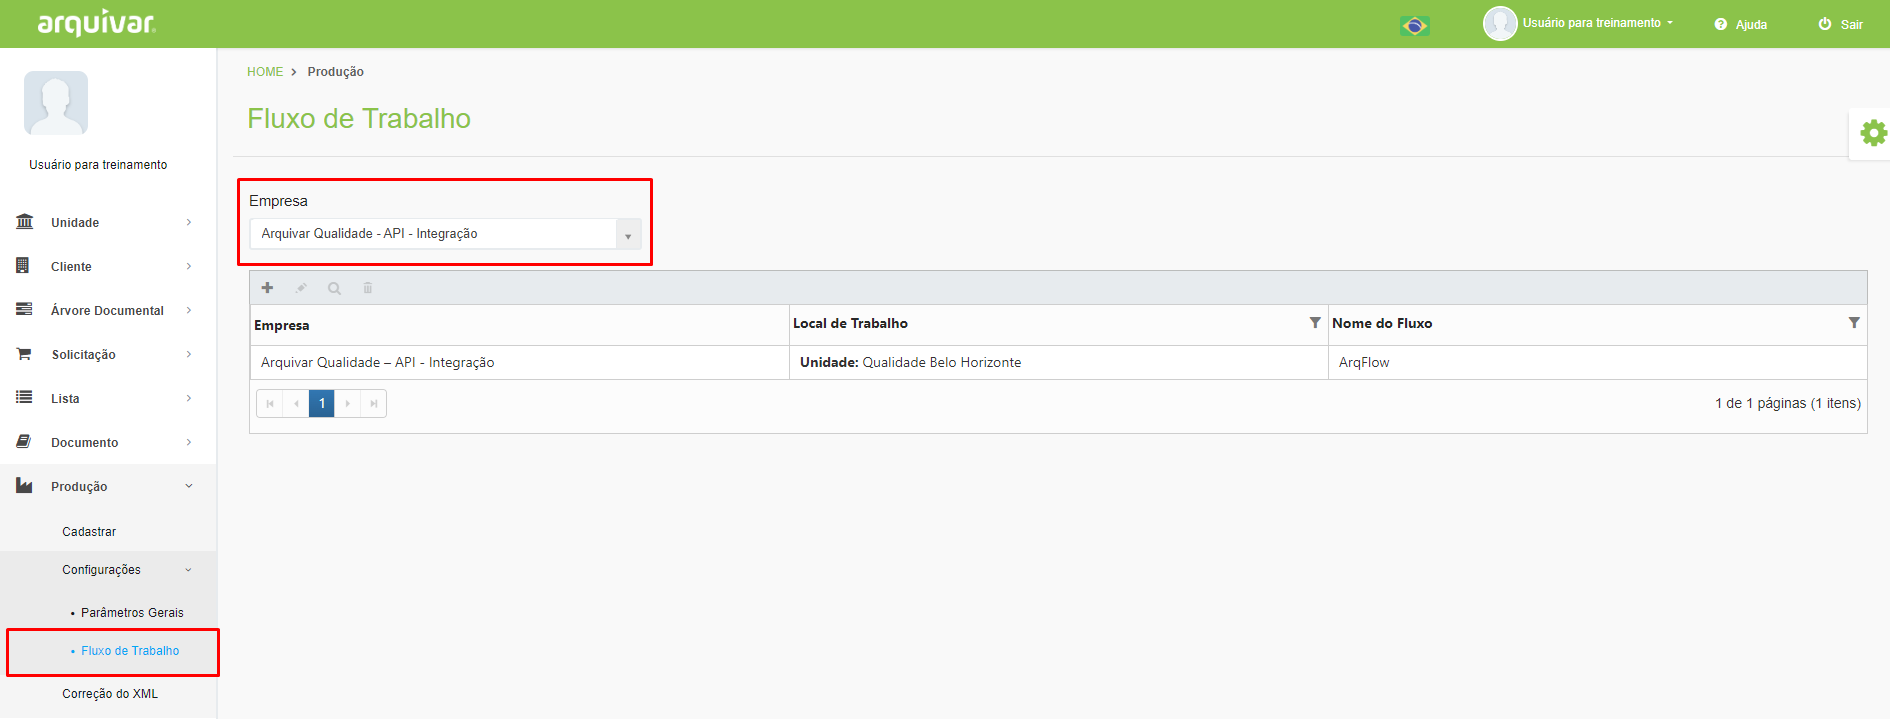 arquivar
Usuário para treinamento
Ajuda
Sair
Usuário para treinamento
Unidade
Cliente
Árvore Documental
Solicitação
Lista
Documento
Produção
Cadastrar
Configurações
• Parâmetros Gerais
• Fluxo de Trabalho
Correção do XML
HOME > Produção
Fluxo de Trabalho
Empresa
Arquivar Qualidade - API - Integração
Empresa Local de Trabalho Nome do Fluxo
Arquivar Qualidade – API - Integração Unidade: Qualidade Belo Horizonte ArqFlow
1
1 de 1 páginas (1 itens)